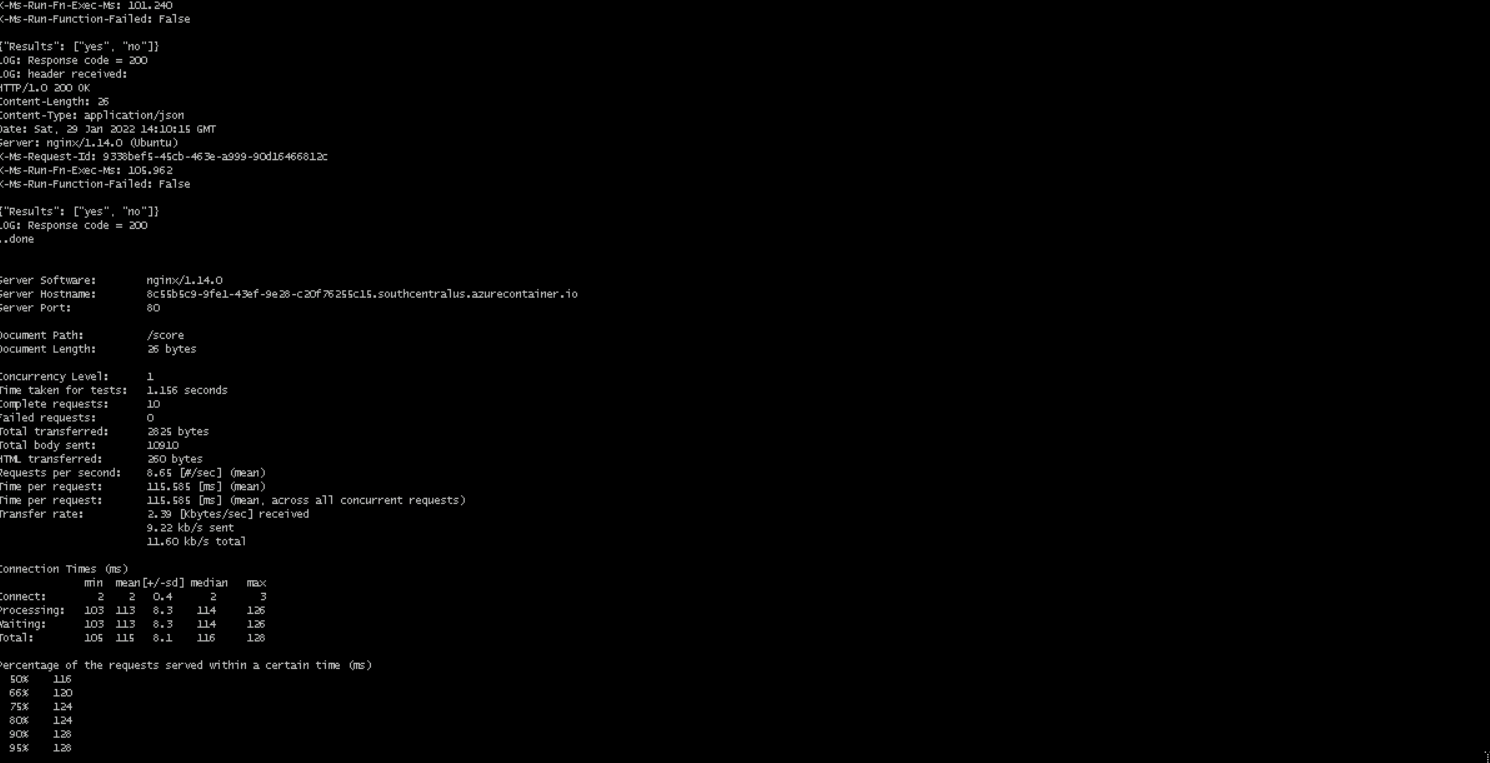 X-Ms-Run-Fn-Exec-Ms: 101.240
X-Ms-Run-Function-Failed: False
{"Results": ["yes", "no"]}
LOG: Response code = 200
LOG: header received:
HTTP/1.0 200 OK
Content-Length: 26
Content-Type: application/json
Date: Sat, 29 Jan 2022 14:10:15 GMT
Server: nginx/1.14.0 (Ubuntu)
X-Ms-Request-Id: 9338bef5-45cb-463e-a999-90d16466812c
X-Ms-Run-Fn-Exec-Ms: 105.962
X-Ms-Run-Function-Failed: False
{"Results": ["yes", "no"]}
LOG: Response code = 200
..done
Server Software: nginx/1.14.0
Server Hostname: 8c55b5c9-9fe1-43ef-9e28-c20f76255c15.southcentralus.azurecontainer.io
Server Port: 80
Document Path: /score
Document Length: 26 bytes
Concurrency Level: 1
Time taken for tests: 1.156 seconds
Complete requests: 10
Failed requests: 0
Total transferred: 2825 bytes
Total body sent: 10910
HTML transferred: 260 bytes
Requests per second: 8.65 [#/sec] (mean)
Time per request: 115.585 [ms] (mean)
Time per request: 115.585 [ms] (mean, across all concurrent requests)
Transfer rate: 2.39 [Kbytes/sec] received
9.22 kb/s sent
11.60 kb/s total
Connection Times (ms)
min mean[+/-sd] median max
Connect: 2 2 0.4 2 3
Processing: 103 113 8.3 114 126
Waiting: 103 113 8.3 114 126
Total: 105 115 8.1 116 128
Percentage of the requests served within a certain time (ms)
50% 116
66% 120
75% 124
80% 124
90% 128
95% 128